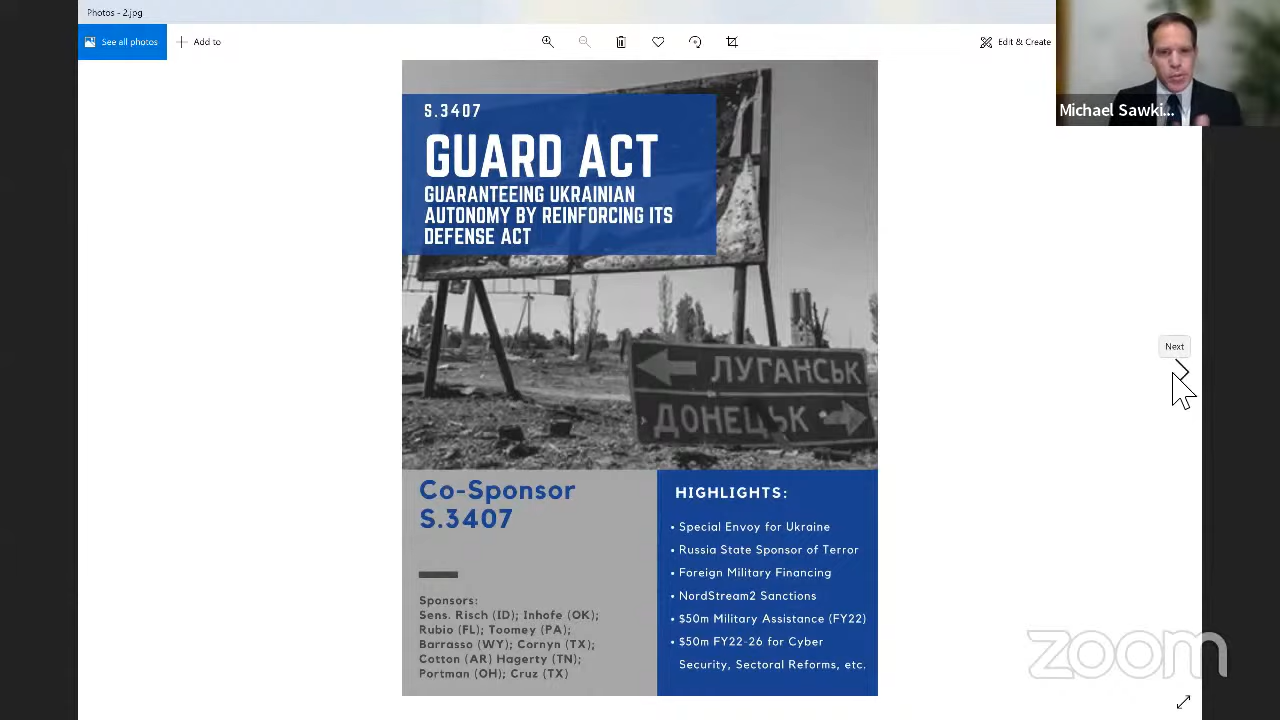 Photos - 2.jpg
See all photos
Add to
Edit & Create
Michael Sawki...
S.3407
GUARD ACT
GUARANTEEING UKRAINIAN
AUTONOMY BY REINFORCING ITS
DEFENSE ACT
Next
ЛУГАНСЬК
ДОНЕЦЬК
Co-Sponsor
S.3407
Sponsors:
Sens. Risch (ID); Inhofe (OK);
Rubio (FL); Toomey (PA);
Barrasso (WY); Cornyn (TX);
Cotton (AR) Hagerty (TN);
Portman (OH); Cruz (TX)
HIGHLIGHTS:
• Special Envoy for Ukraine
• Russia State Sponsor of Terror
• Foreign Military Financing
• NordStream2 Sanctions
• $50m Military Assistance (FY22)
• $50m FY22-26 for Cyber
Security, Sectoral Reforms, etc.
zoom